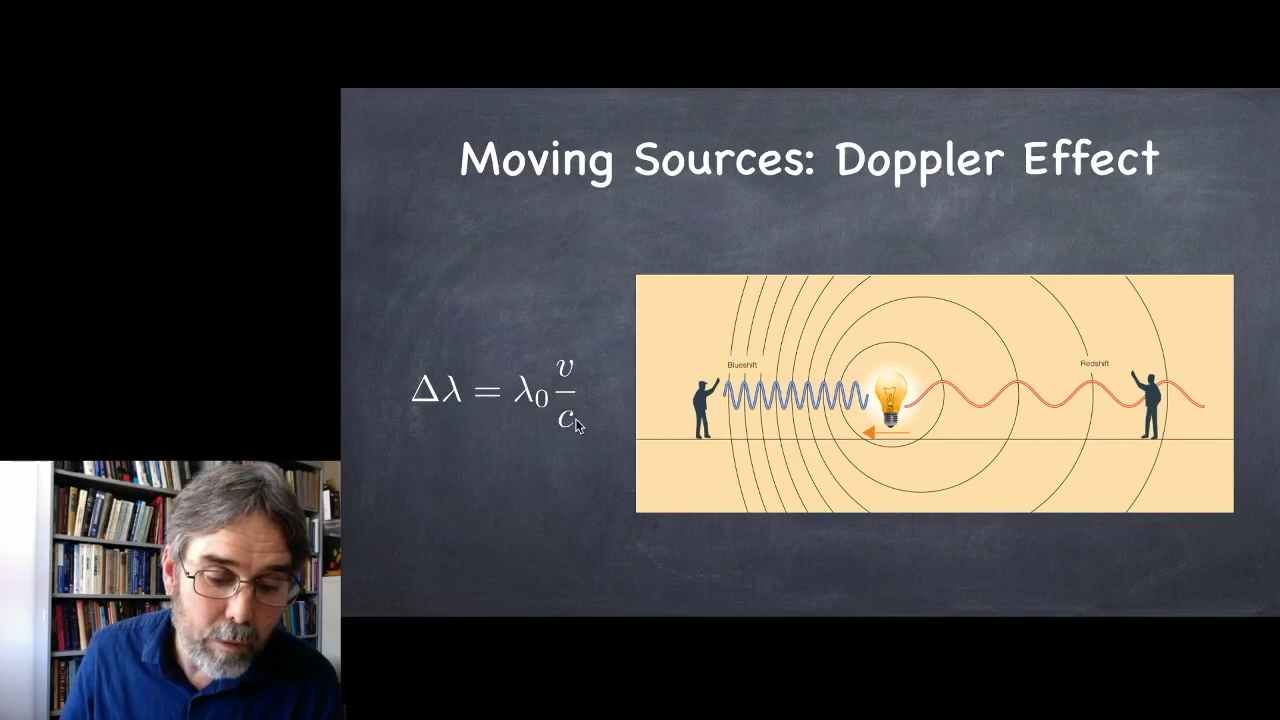 Moving Sources: Doppler Effect
Δλ = λ₀ v/c
Blueshift
Redshift